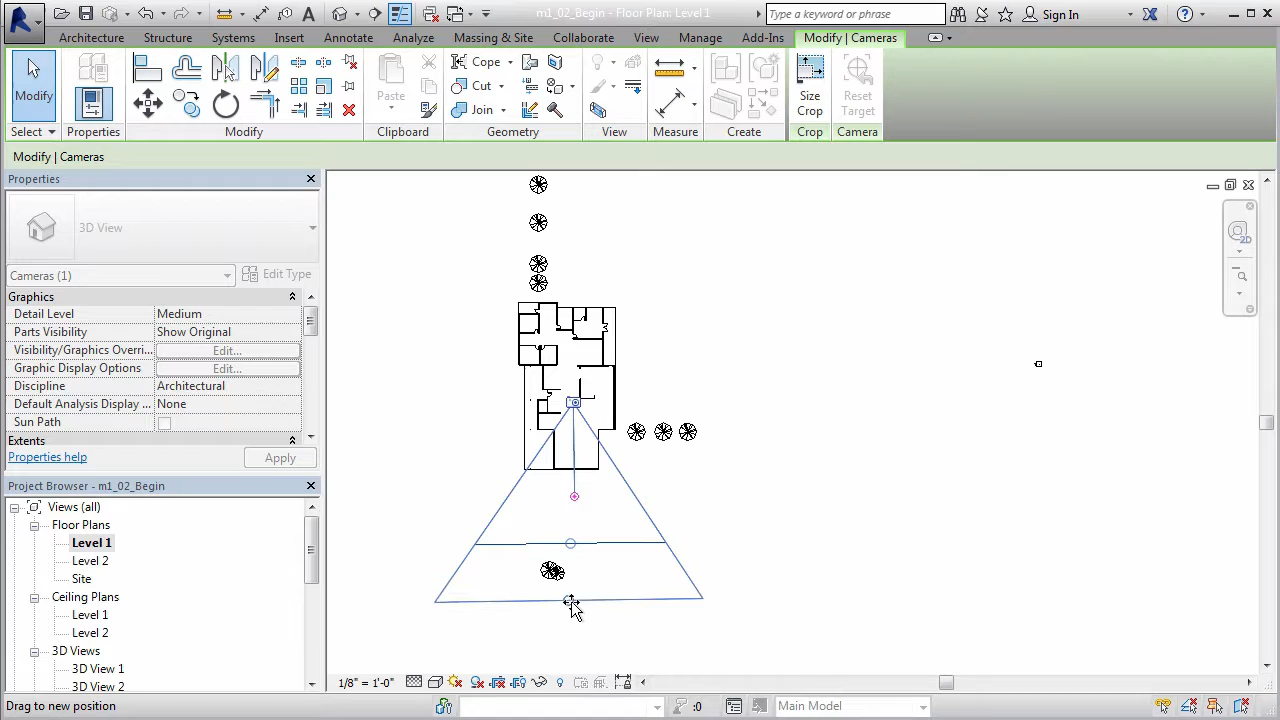 m1_02_Begin - Floor Plan: Level 1
Type a keyword or phrase
Sign In
Architecture Structure Systems Insert Annotate Analyze Massing & Site Collaborate View Manage Add-Ins Modify | Cameras
Modify
Select
Properties
Modify
Paste
Clipboard
Cope
Cut
Join
Geometry
View
Measure
Create
Size Crop
Crop
Reset Target
Camera
Modify | Cameras
Properties
3D View
Cameras (1) Edit Type
Graphics
Detail Level Medium
Parts Visibility Show Original
Visibility/Graphics Overri... Edit...
Graphic Display Options Edit...
Discipline Architectural
Default Analysis Display ... None
Sun Path
Extents
Properties help Apply
Project Browser - m1_02_Begin
Views (all)
Floor Plans
Level 1
Level 2
Site
Ceiling Plans
Level 1
Level 2
3D Views
3D View 1
3D View 2
2D
1/8" = 1'-0"
Drag to new position
:0
Main Model